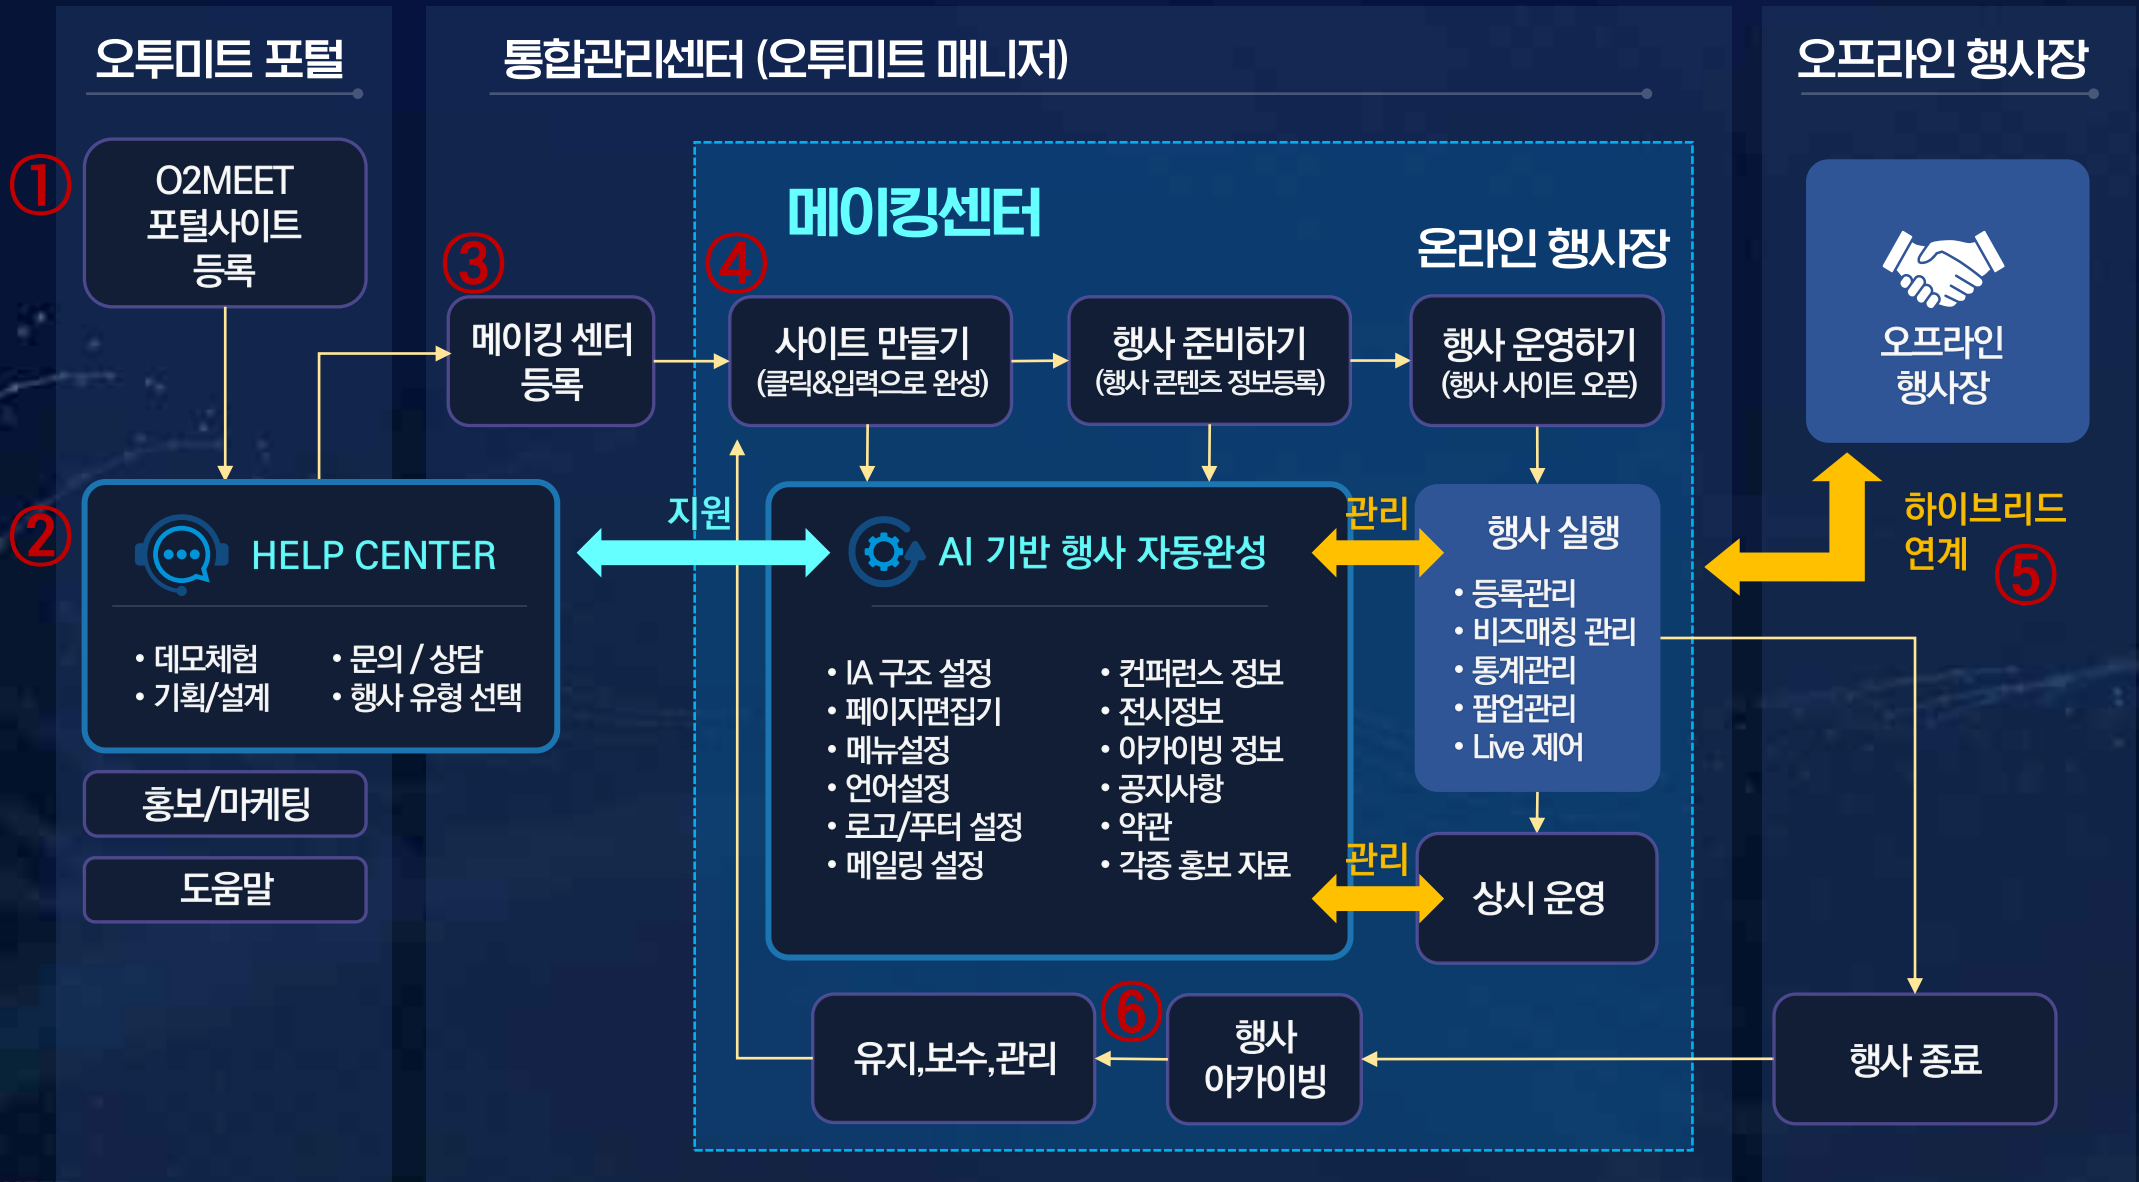 오투미트 포털
통합관리센터 (오투미트 매니저)
오프라인 행사장
①
O2MEET
포털사이트
등록
②
HELP CENTER
• 데모체험
• 기획/설계
• 문의 / 상담
• 행사 유형 선택
홍보/마케팅
도움말
③
메이킹 센터
등록
메이킹센터
④
사이트 만들기
(클릭&입력으로 완성)
행사 준비하기
(행사 콘텐츠 정보등록)
온라인 행사장
행사 운영하기
(행사 사이트 오픈)
지원
AI 기반 행사 자동완성
• IA 구조 설정
• 페이지편집기
• 메뉴설정
• 언어설정
• 로고/푸터 설정
• 메일링 설정
• 컨퍼런스 정보
• 전시정보
• 아카이빙 정보
• 공지사항
• 약관
• 각종 홍보 자료
관리
행사 실행
• 등록관리
• 비즈매칭 관리
• 통계관리
• 팝업관리
• Live 제어
관리
상시 운영
오프라인
행사장
하이브리드
연계
⑤
행사 종료
행사
아카이빙
⑥
유지,보수,관리